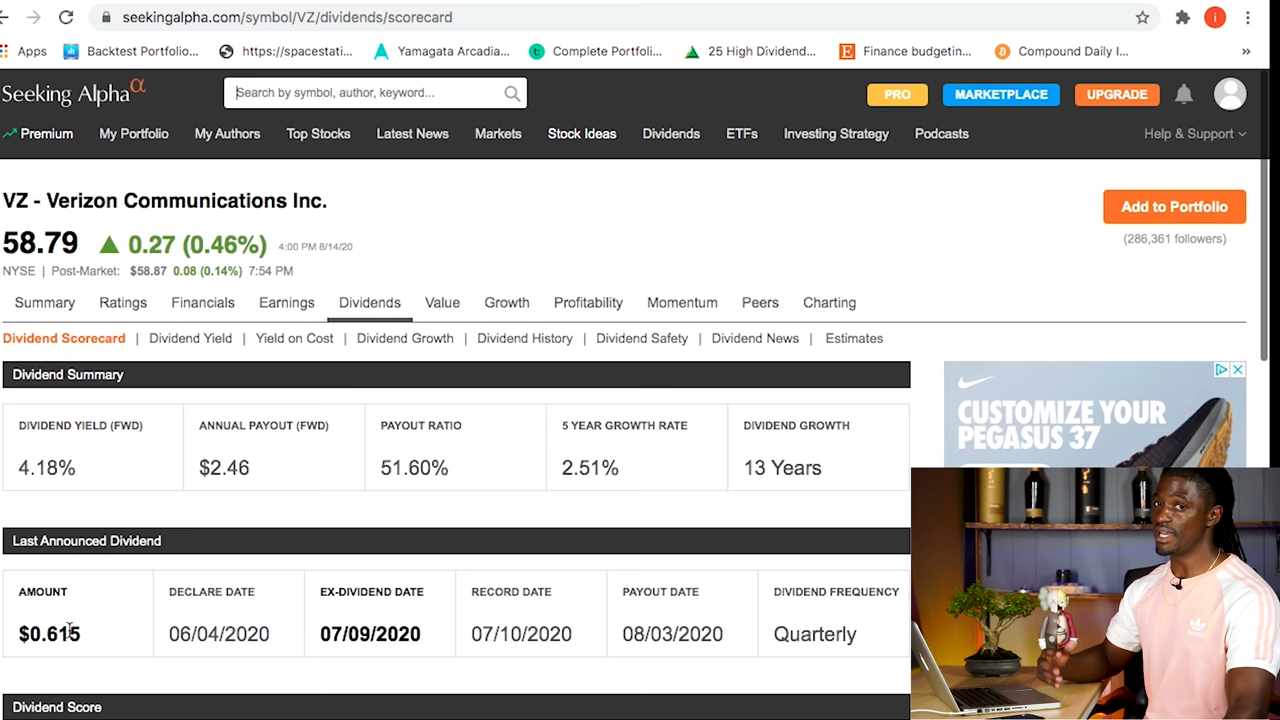 seekingalpha.com/symbol/VZ/dividends/scorecard
Apps Backtest Portfolio... https://spacestati... Yamagata Arcadia... Complete Portfoli... 25 High Dividend... Finance budgetin... Compound Daily I... »
Seeking Alpha α Search by symbol, author, keyword... PRO MARKETPLACE UPGRADE
Premium My Portfolio My Authors Top Stocks Latest News Markets Stock Ideas Dividends ETFs Investing Strategy Podcasts Help & Support
VZ - Verizon Communications Inc.
Add to Portfolio
58.79 ▲ 0.27 (0.46%) 4:00 PM 8/14/20
(286,361 followers)
NYSE | Post-Market: $58.87 0.08 (0.14%) 7:54 PM
Summary Ratings Financials Earnings Dividends Value Growth Profitability Momentum Peers Charting
Dividend Scorecard | Dividend Yield | Yield on Cost | Dividend Growth | Dividend History | Dividend Safety | Dividend News | Estimates
Dividend Summary
DIVIDEND YIELD (FWD) ANNUAL PAYOUT (FWD) PAYOUT RATIO 5 YEAR GROWTH RATE DIVIDEND GROWTH
4.18% $2.46 51.60% 2.51% 13 Years
CUSTOMIZE YOUR
PEGASUS 37
Last Announced Dividend
AMOUNT DECLARE DATE EX-DIVIDEND DATE RECORD DATE PAYOUT DATE DIVIDEND FREQUENCY
$0.615 06/04/2020 07/09/2020 07/10/2020 08/03/2020 Quarterly
Dividend Score